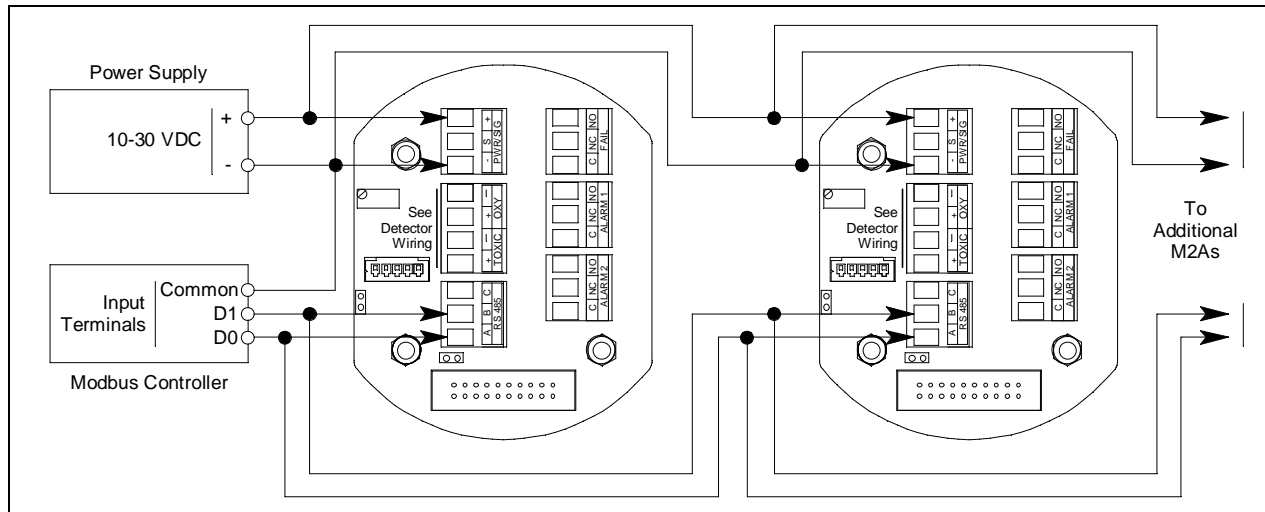 Power Supply
+
10-30 VDC
-
Input
Terminals
Common
D1
D0
Modbus Controller
- S +
PWR/SIG
See
Detector
Wiring
+ - + -
TOXIC OXY
A B C
RS 485
C NC NO
FAIL
C NC NO
ALARM 1
C NC NO
ALARM 2
- S +
PWR/SIG
See
Detector
Wiring
+ - + -
TOXIC OXY
A B C
RS 485
C NC NO
FAIL
C NC NO
ALARM 1
C NC NO
ALARM 2
To
Additional
M2As